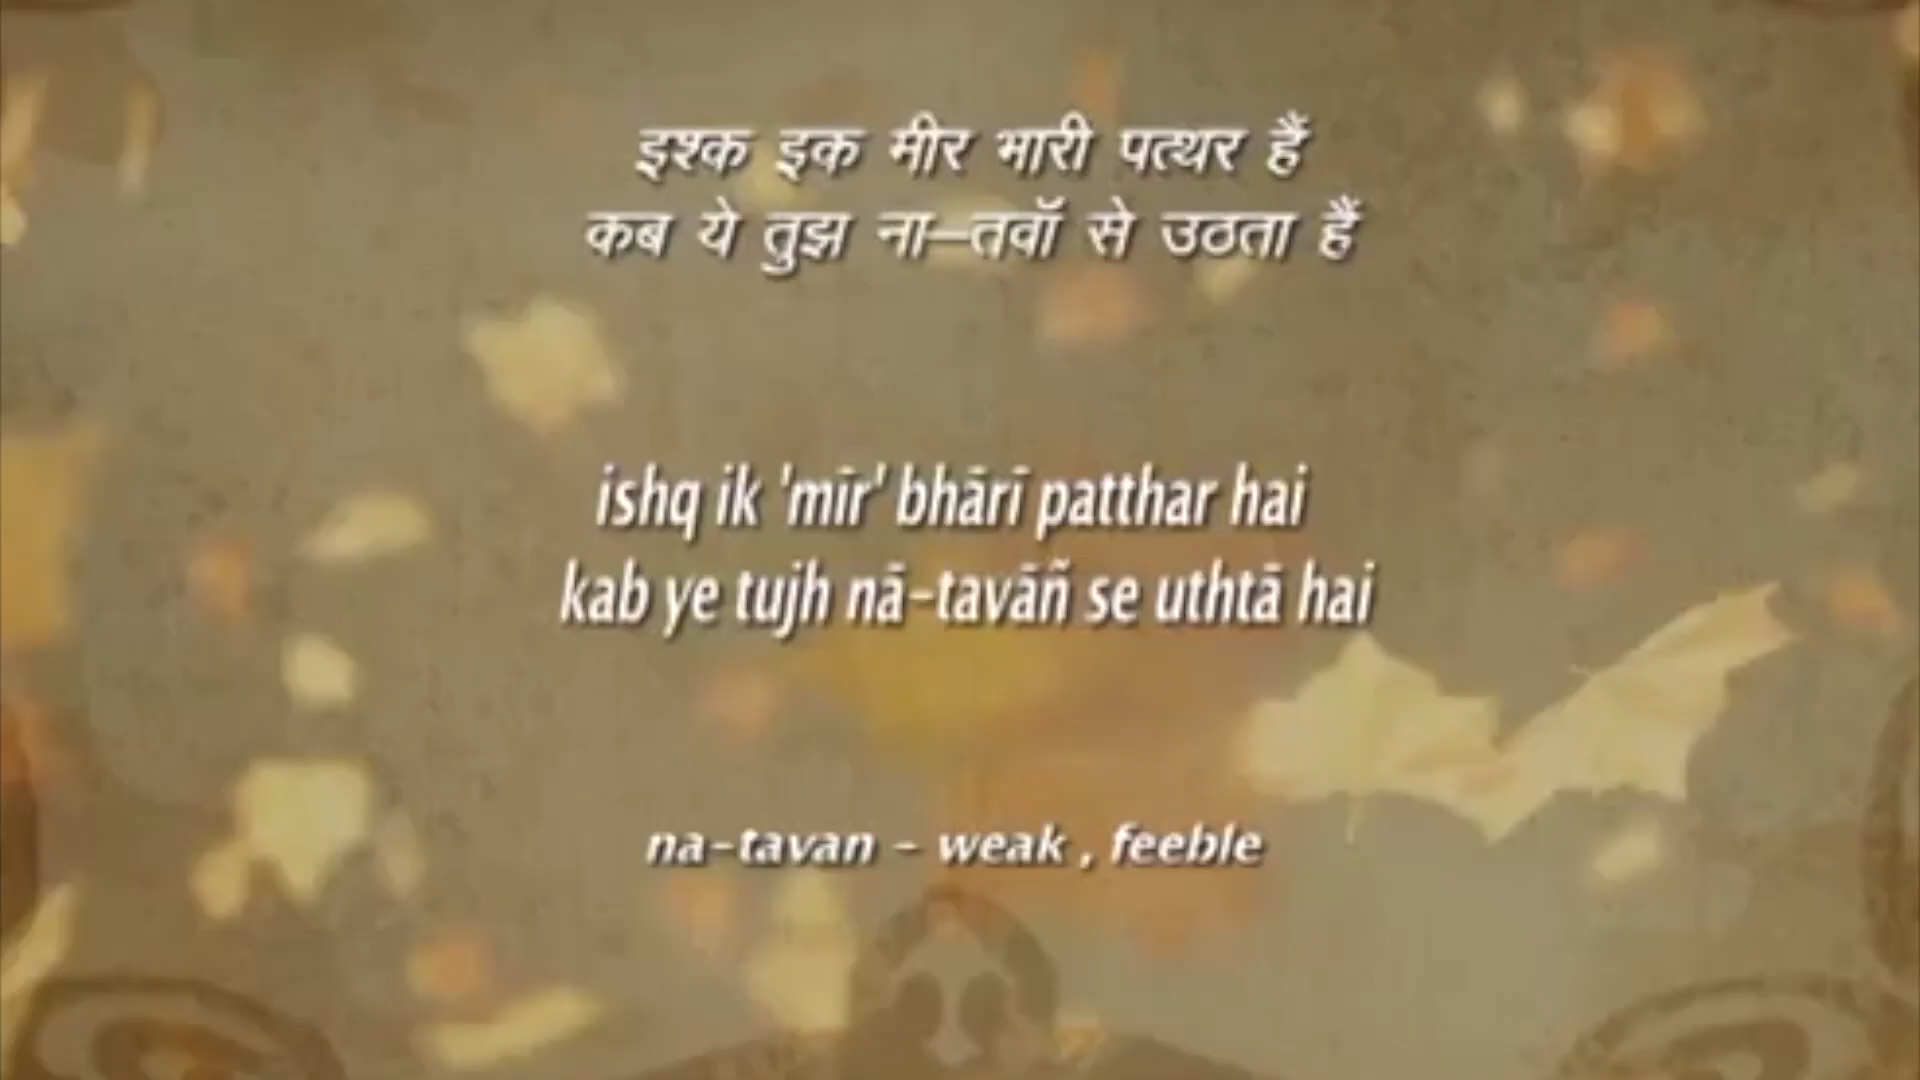 इश्क इक मीर भारी पत्थर हैं
कब ये तुझ ना–तवॉ से उठता हैं
ishq ik 'mīr' bhārī patthar hai
kab ye tujh nā-tavāñ se uthtā hai
na-tavan - weak , feeble